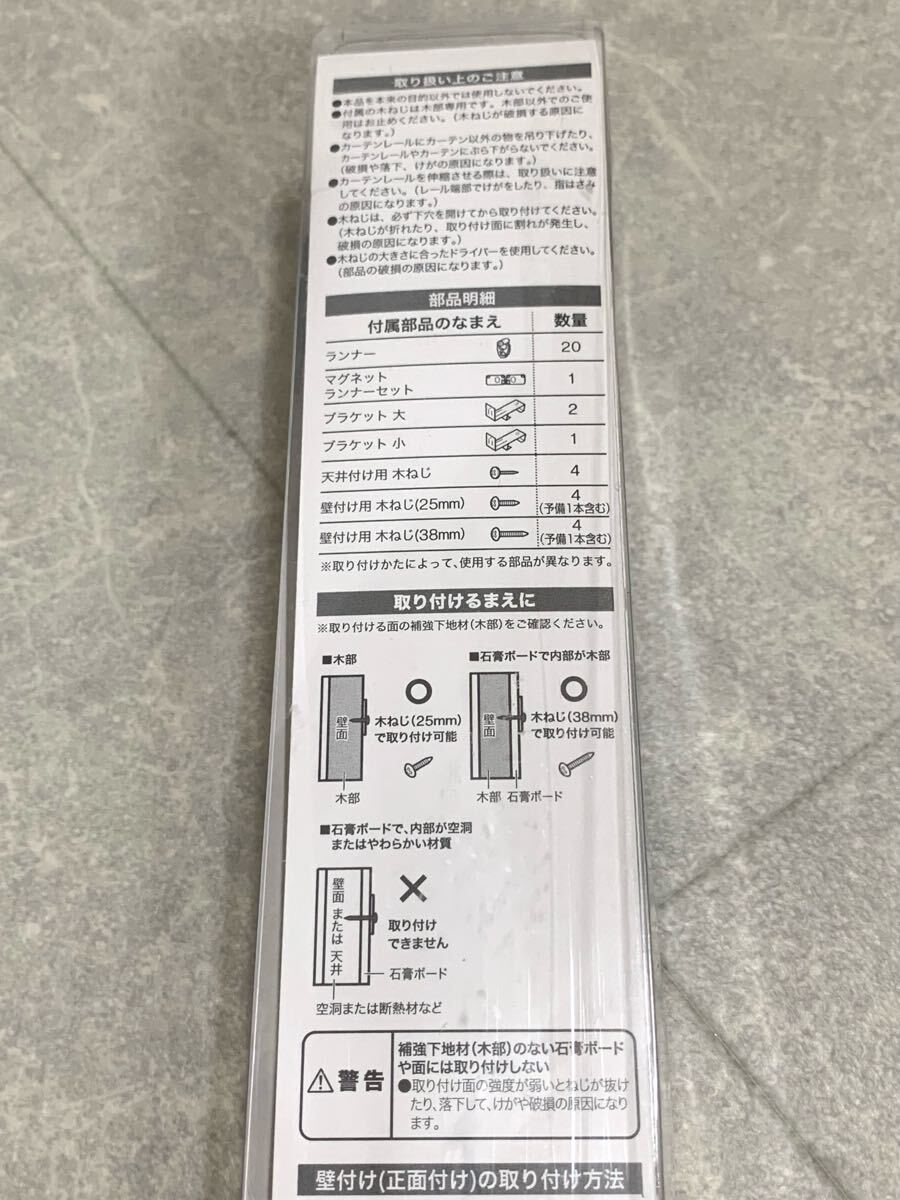 取り扱い上のご注意
●本品を本来の目的以外では使用しないでください。
●付属の木ねじは木部専用です。木部以外でのご使
用はお止めください。(木ねじが破損する原因に
なります。)
●カーテンレールにカーテン以外の物を吊り下げたり、
カーテンレールやカーテンにぶら下がらないでください。
(破損や落下、けがの原因になります。)
●カーテンレールを伸縮させる際は、取り扱いに注意
してください。(レール端部でけがをしたり、指はさみ
の原因になります。)
●木ねじは、必ず下穴を開けてから取り付けてください。
(木ねじが折れたり、取り付け面に割れが発生し、
破損の原因になります。)
●木ねじの大きさに合ったドライバーを使用してください。
(部品の破損の原因になります。)
部品明細
付属部品のなまえ 数量
ランナー 20
マグネット
ランナーセット 1
ブラケット 大 2
ブラケット 小 1
天井付け用 木ねじ 4
壁付け用 木ねじ(25mm) 4
(予備1本含む)
壁付け用 木ねじ(38mm) 4
(予備1本含む)
※取り付けかたによって、使用する部品が異なります。
取り付けるまえに
※取り付ける面の補強下地材(木部)をご確認ください。
■木部
壁面
木ねじ(25mm)
で取り付け可能
木部
■石膏ボードで内部が木部
壁面
木ねじ(38mm)
で取り付け可能
木部 石膏ボード
■石膏ボードで、内部が空洞
またはやわらかい材質
壁面または天井
取り付け
できません
石膏ボード
空洞または断熱材など
警告
補強下地材(木部)のない石膏ボード
や面には取り付けしない
●取り付け面の強度が弱いとねじが抜け
たり、落下して、けがや破損の原因になり
ます。
壁付け(正面付け)の取り付け方法